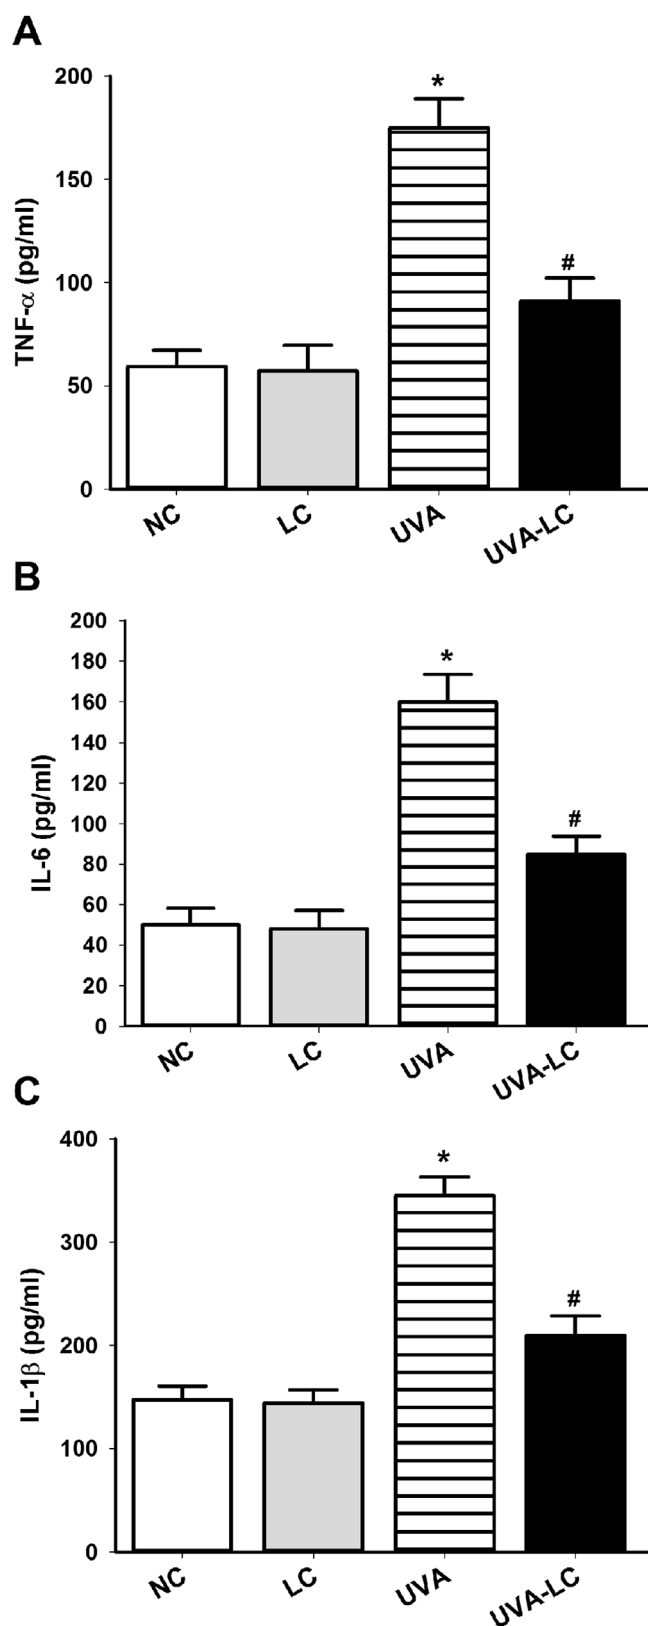 A
TNF-α (pg/ml)
200
150
100
50
0
*
#
NC
LC
UVA
UVA-LC
B
IL-6 (pg/ml)
200
180
160
140
120
100
80
60
40
20
0
*
#
NC
LC
UVA
UVA-LC
C
IL-1β (pg/ml)
400
300
200
100
0
*
#
NC
LC
UVA
UVA-LC